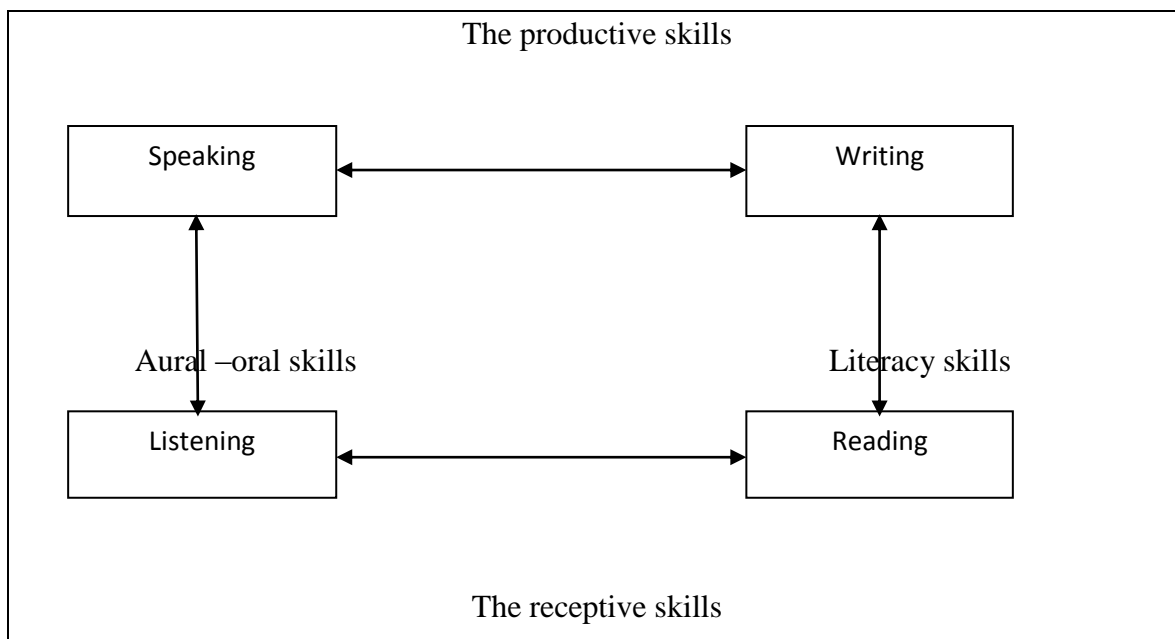 The productive skills
Speaking
Writing
Aural –oral skills
Literacy skills
Listening
Reading
The receptive skills